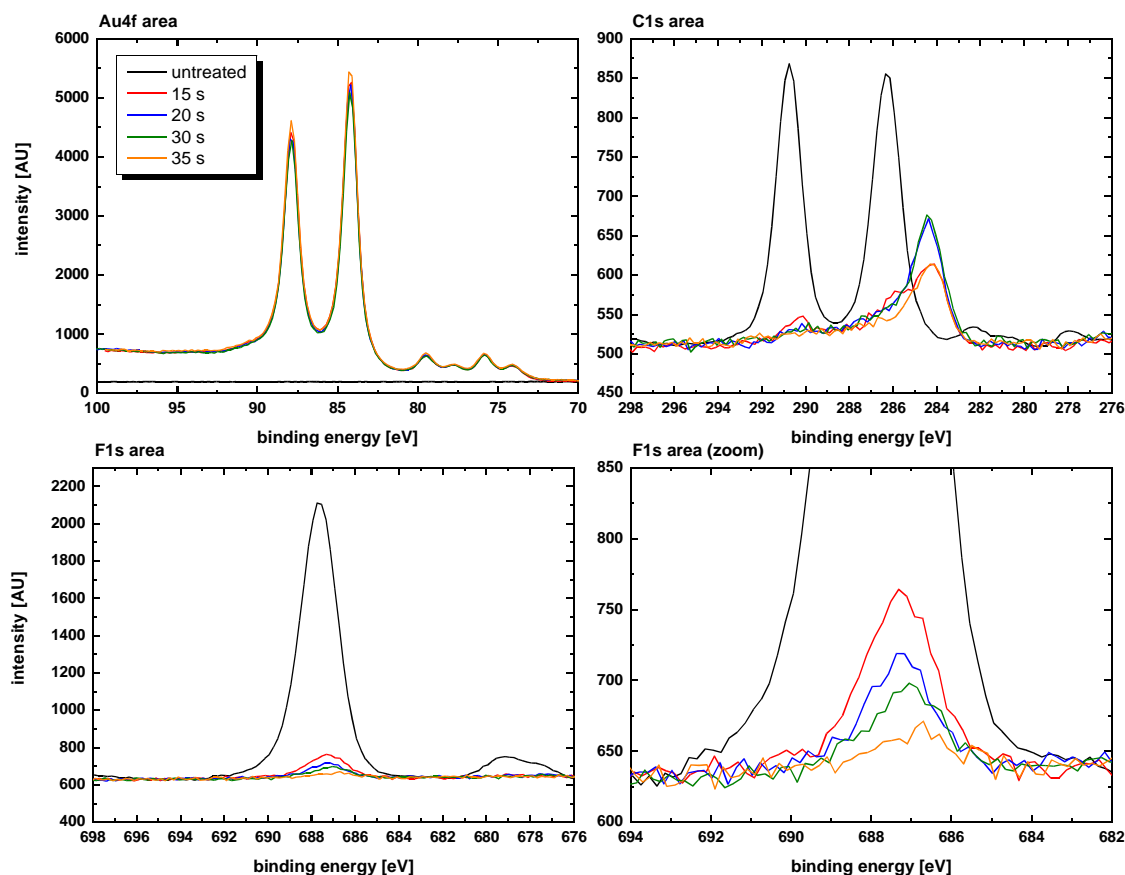 Au4f area
6000
5000
4000
3000
2000
1000
0
intensity [AU]
untreated
15 s
20 s
30 s
35 s
100 95 90 85 80 75 70
binding energy [eV]
C1s area
900
850
800
750
700
650
600
550
500
450
298 296 294 292 290 288 286 284 282 280 278 276
binding energy [eV]
F1s area
2200
2000
1800
1600
1400
1200
1000
800
600
400
intensity [AU]
698 696 694 692 690 688 686 684 682 680 678 676
binding energy [eV]
F1s area (zoom)
850
800
750
700
650
600
694 692 690 688 686 684 682
binding energy [eV]